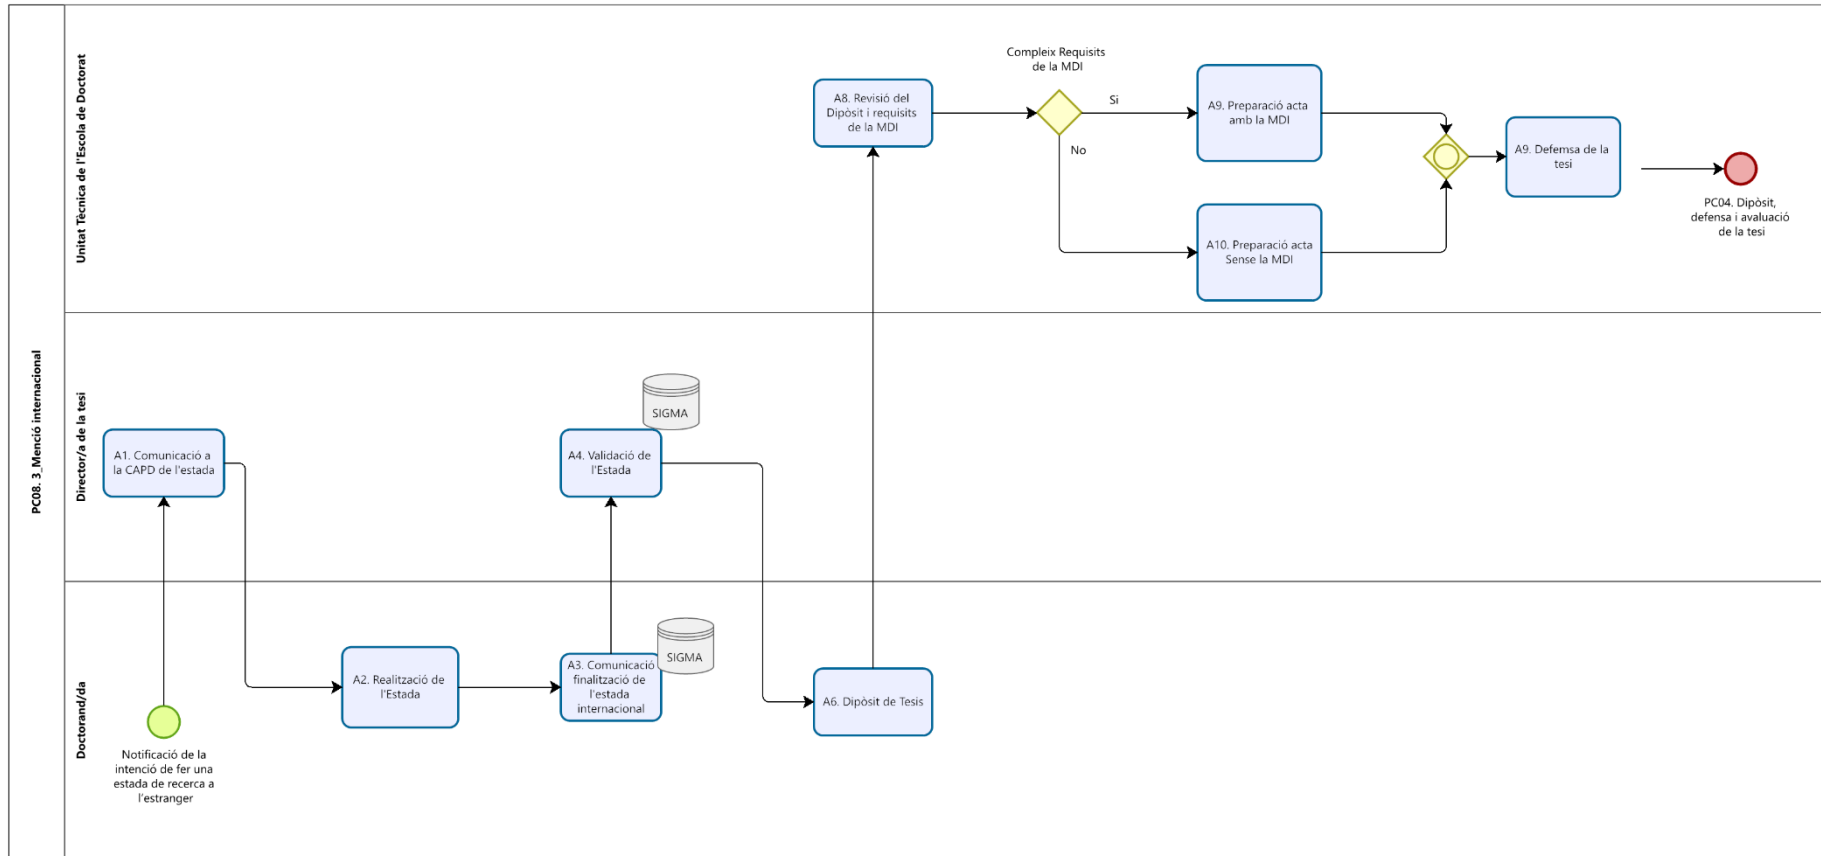 PC08. 3_Menció internacional
Unitat Tècnica de l'Escola de Doctorat
A8. Revisió del
Dipòsit i requisits
de la MDI
Compleix Requisits
de la MDI
Si
No
A9. Preparació acta
amb la MDI
A10. Preparació acta
Sense la MDI
A9. Defemsa de la
tesi
PC04. Dipòsit,
defensa i avaluació
de la tesi
Director/a de la tesi
A1. Comunicació a
la CAPD de l'estada
SIGMA
A4. Validació de
l'Estada
Doctorand/da
Notificació de la
intenció de fer una
estada de recerca a
l'estranger
A2. Realització de
l'Estada
A3. Comunicació
finalització de
l'estada
internacional
SIGMA
A6. Dipòsit de Tesis